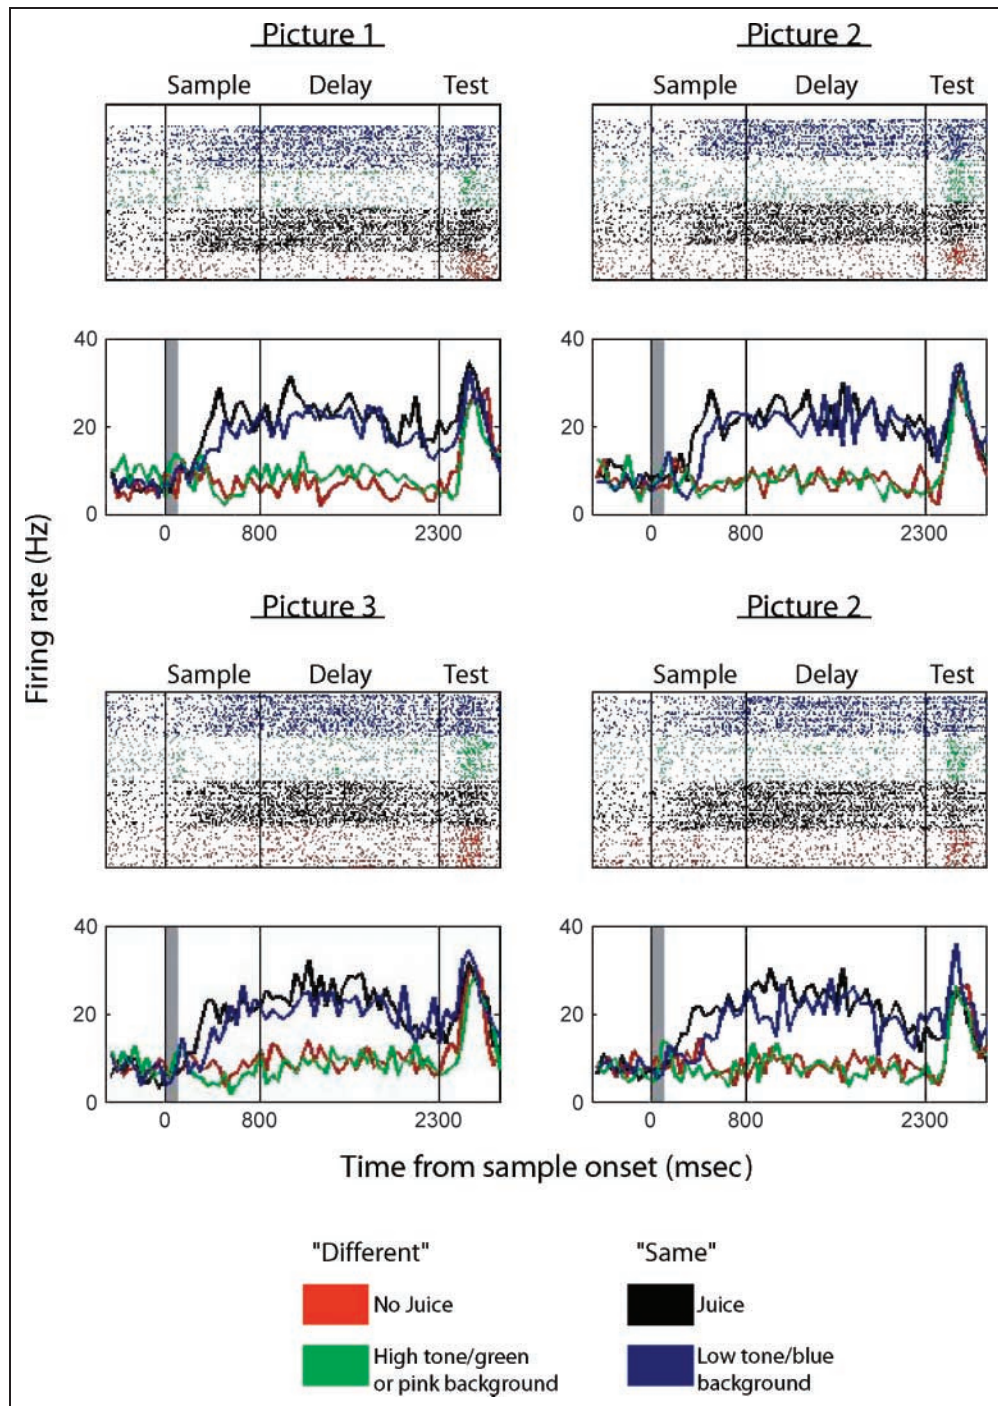 Picture 1
Picture 2
Sample Delay Test
Sample Delay Test
40
20
0
0 800 2300
40
20
0
0 800 2300
Firing rate (Hz)
Picture 3
Picture 2
Sample Delay Test
Sample Delay Test
40
20
0
0 800 2300
40
20
0
0 800 2300
Time from sample onset (msec)
"Different"
"Same"
No Juice
Juice
High tone/green
or pink background
Low tone/blue
background